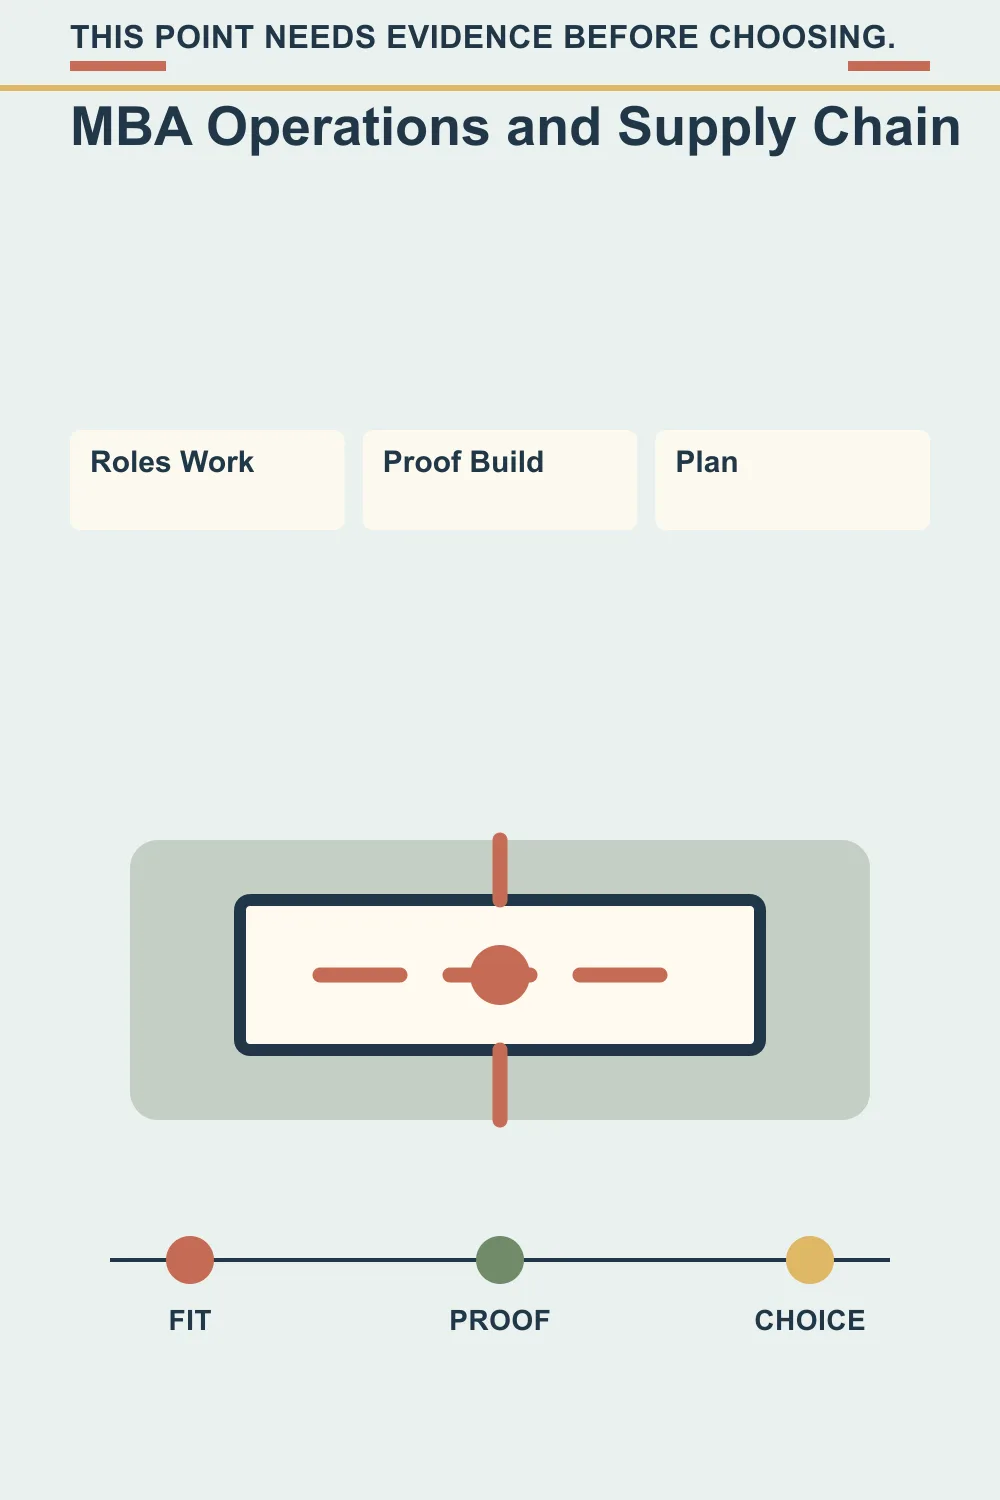 THIS POINT NEEDS EVIDENCE BEFORE CHOOSING.
MBA Operations and Supply Chain
Roles Work
Proof Build
Plan
FIT
PROOF
CHOICE